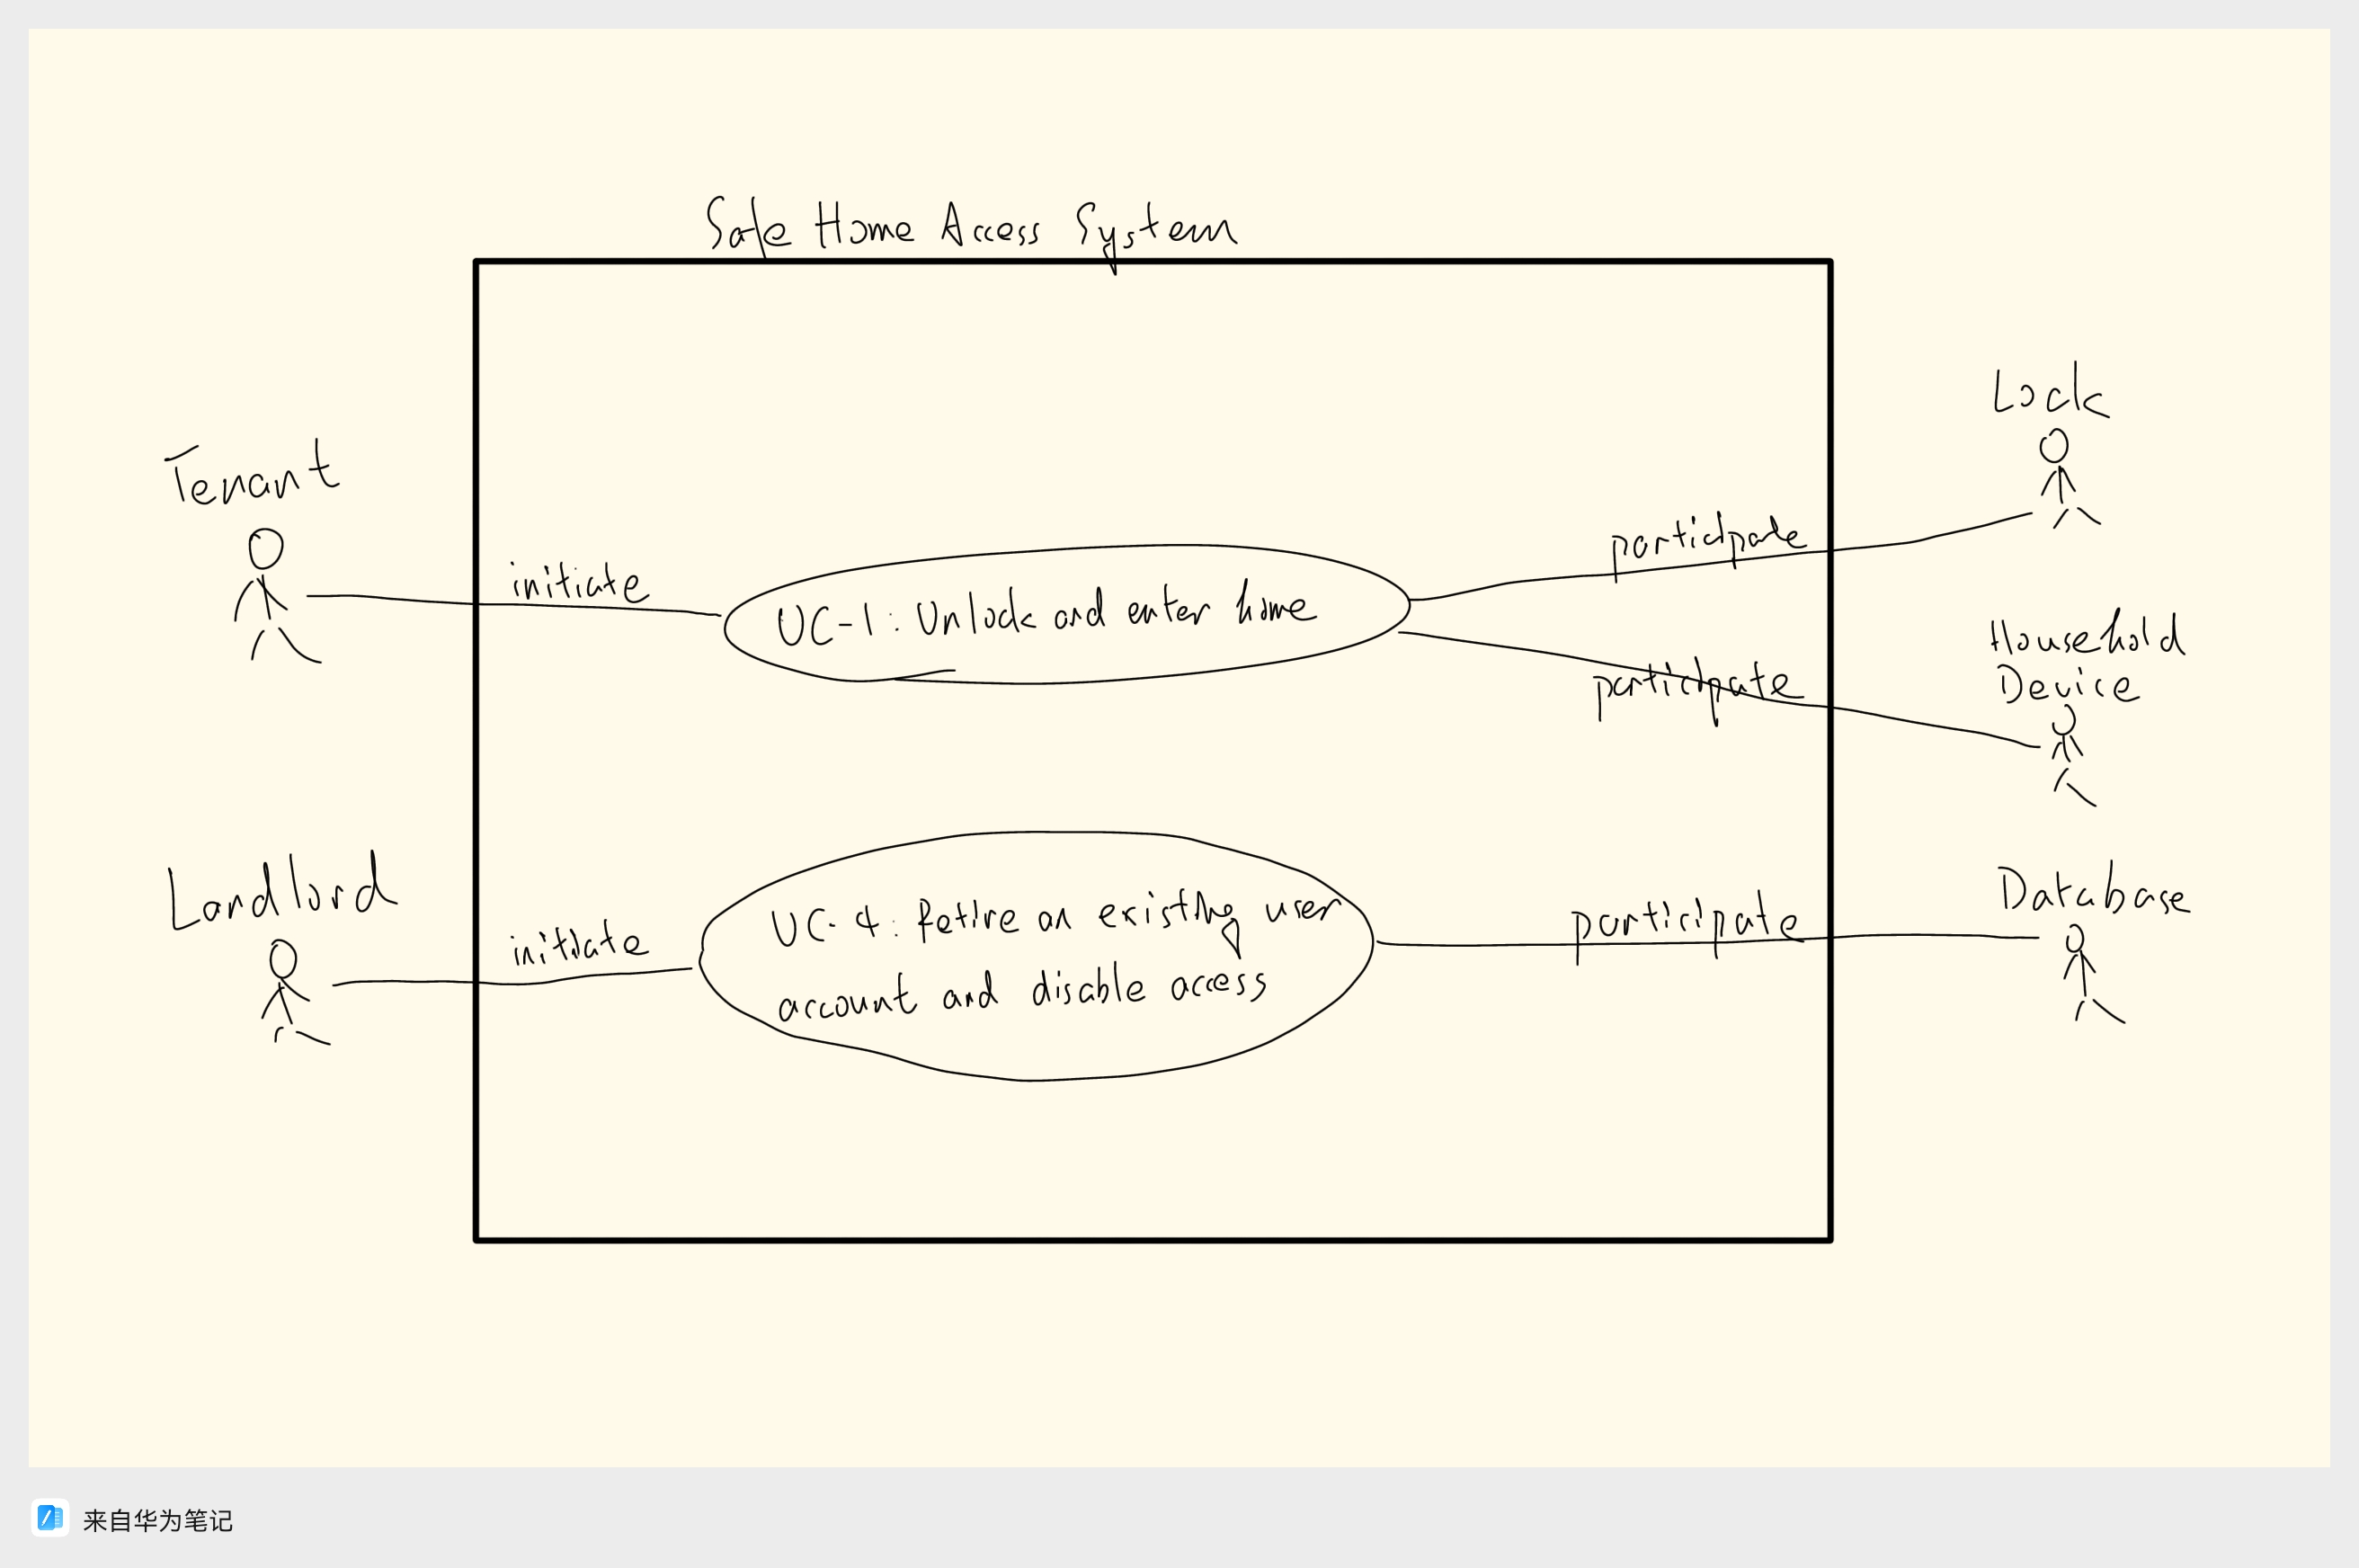 Safe Home Access System
Lock
Tenant
participate
initiate
UC-1: Unlock and enter home
Household
Device
participate
Landlord
Database
UC-4: Retire an existing user
account and disable access
initiate
participate
来自华为笔记